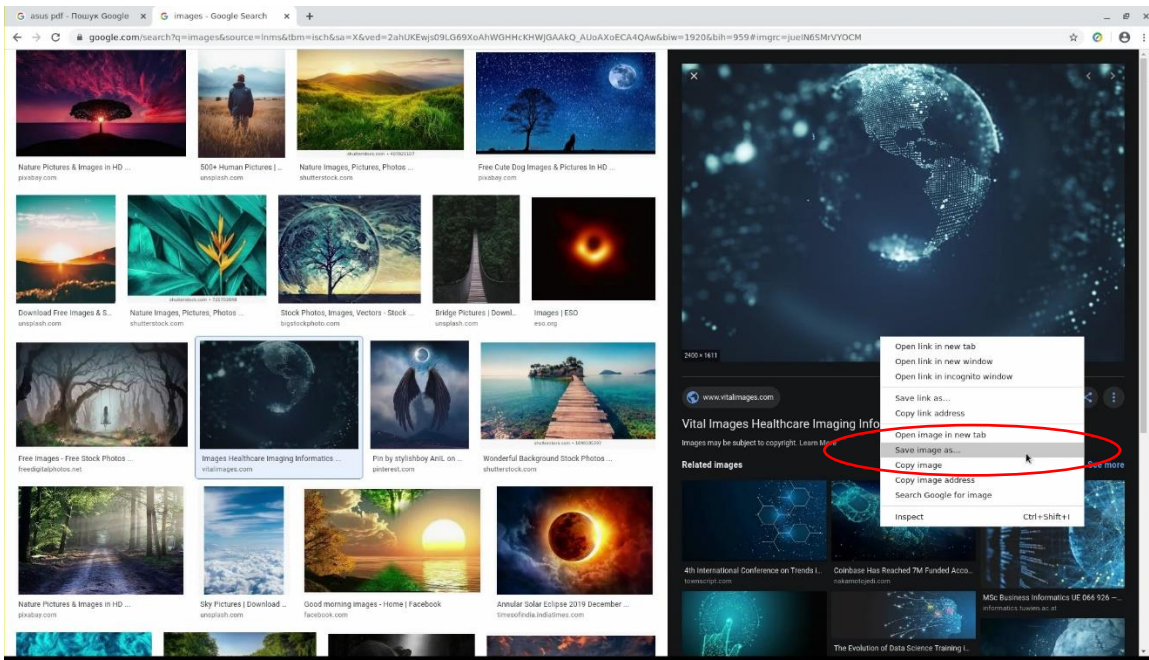 asus pdf - Пошук Google
images - Google Search
google.com/search?q=images&source=lnms&tbm=isch&sa=X&ved=2ahUKEwjs09LG69XoAhWGHHcKHWJGAAkQ_AUoAXoECA4QAw&biw=1920&bih=959#imgrc=jueIN6SMrVYOCM
shutterstock.com • 407021107
Nature Pictures & Images in HD ...
pixabay.com
500+ Human Pictures | ...
unsplash.com
Nature Images, Pictures, Photos ...
shutterstock.com
Free Cute Dog Images & Pictures In HD ...
pixabay.com
Download Free Images & S...
unsplash.com
Nature Images, Pictures, Photos ...
shutterstock.com
Stock Photos, Images, Vectors - Stock ...
bigstockphoto.com
Bridge Pictures | Downl...
unsplash.com
Images | ESO
eso.org
Free Images - Free Stock Photos ...
freedigitalphotos.net
Images Healthcare Imaging Informatics ...
vitalimages.com
Pin by stylishboy AniL on ...
pinterest.com
Wonderful Background Stock Photos ...
shutterstock.com
Nature Pictures & Images in HD ...
pixabay.com
Sky Pictures | Download ...
unsplash.com
Good morning images - Home | Facebook
facebook.com
Annular Solar Eclipse 2019 December ...
timesofindia.indiatimes.com
2400 × 1611
www.vitalimages.com
Vital Images Healthcare Imaging Info
Images may be subject to copyright. Learn More
Related images
See more
Open link in new tab
Open link in new window
Open link in incognito window
Save link as...
Copy link address
Open image in new tab
Save image as...
Copy image
Copy image address
Search Google for image
Inspect Ctrl+Shift+I
4th International Conference on Trends i...
townscript.com
Coinbase Has Reached 7M Funded Acco...
nakamotojedi.com
MSc Business Informatics UE 066 926 –...
informatics.tuwien.ac.at
The Evolution of Data Science Training i...